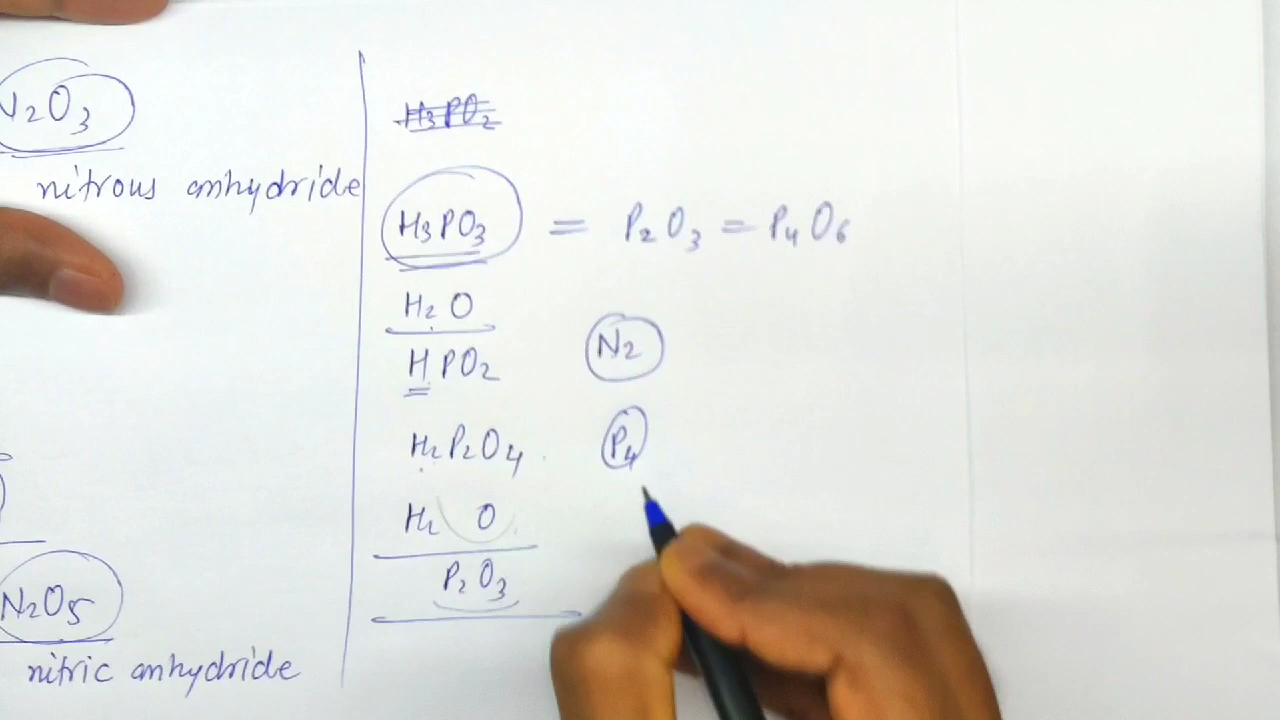 N2O3
nitrous anhydride
N2O5
nitric anhydride
H3PO2
H3PO3 = P2O3 = P4O6
H2O
HPO2
N2
H2P2O4
P4
H2 O
P2O3